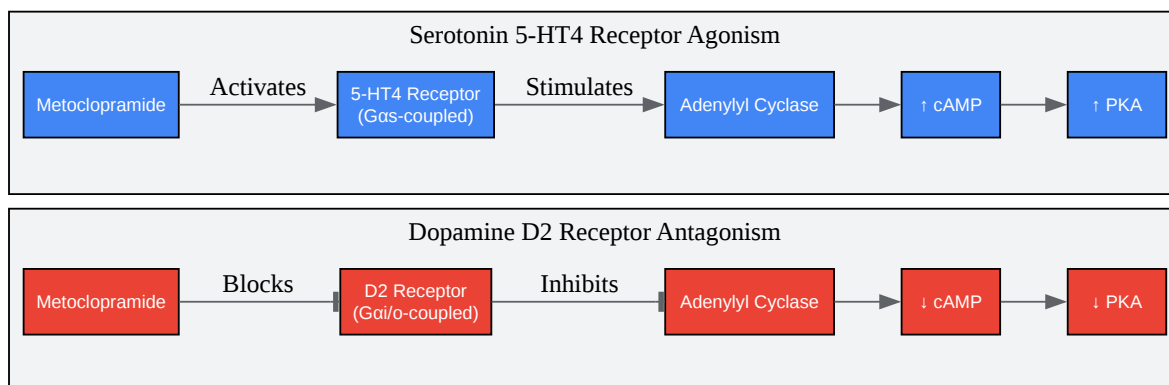 Serotonin 5-HT4 Receptor Agonism
Metoclopramide
Activates
5-HT4 Receptor
(Gαs-coupled)
Stimulates
Adenylyl Cyclase
↑ cAMP
↑ PKA
Dopamine D2 Receptor Antagonism
Metoclopramide
Blocks
D2 Receptor
(Gαi/o-coupled)
Inhibits
Adenylyl Cyclase
↓ cAMP
↓ PKA